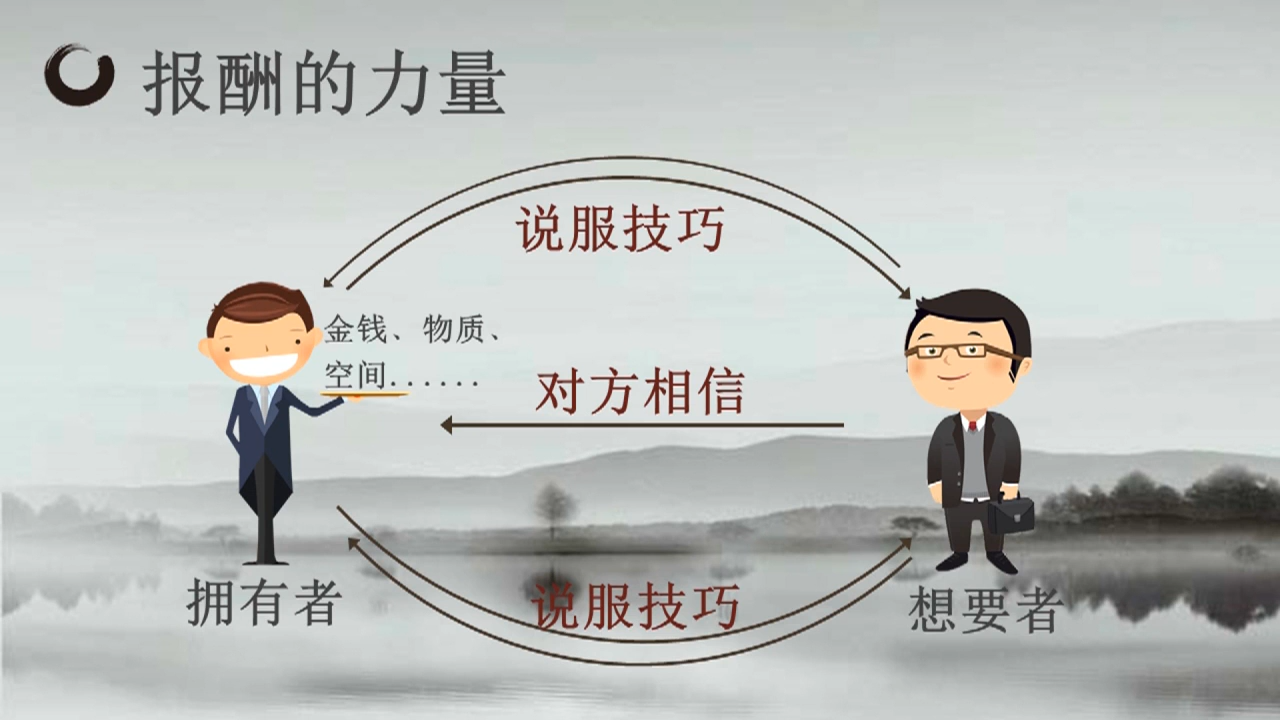 报酬的力量
说服技巧
金钱、物质、
空间......
对方相信
说服技巧
拥有者
想要者